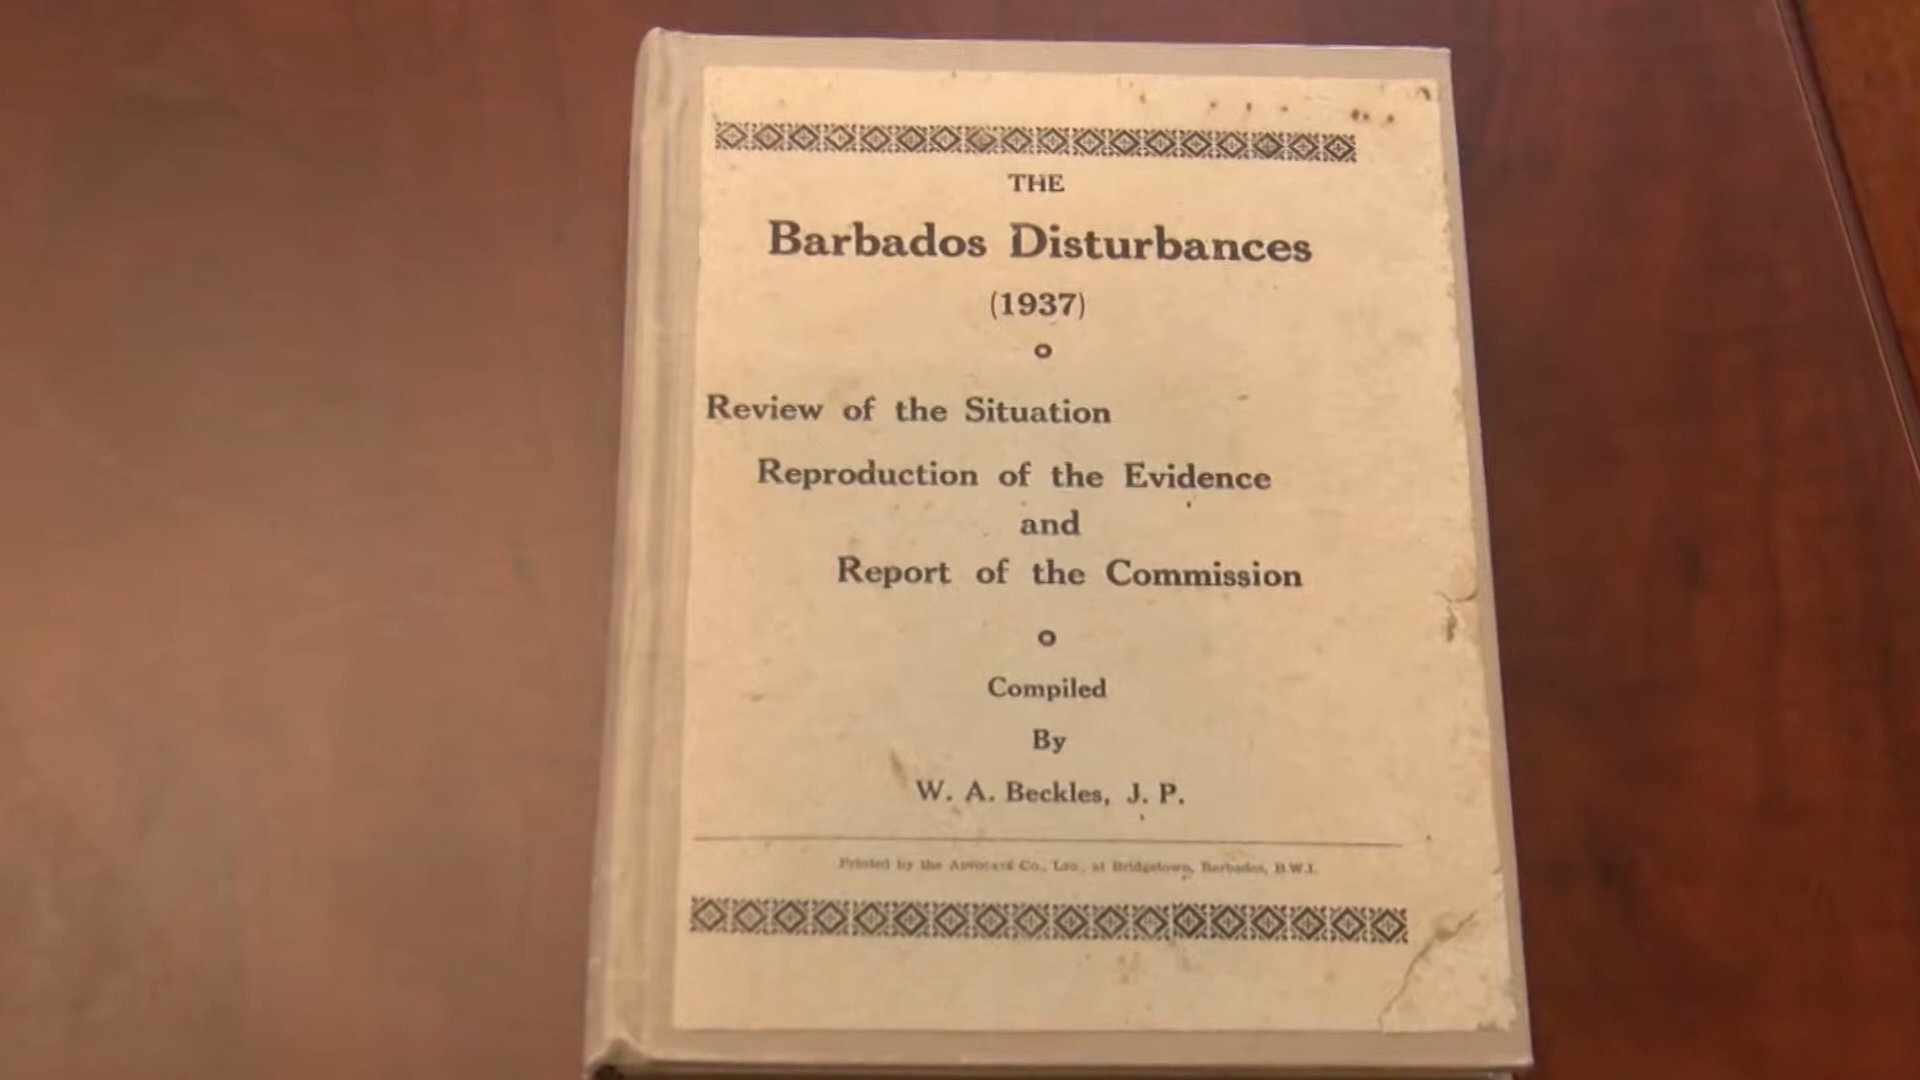 THE
Barbados Disturbances
(1937)
o
Review of the Situation
Reproduction of the Evidence
and
Report of the Commission
o
Compiled
By
W. A. Beckles, J. P.
Printed by the Advocate Co., Ltd., at Bridgetown, Barbados, B.W.I.